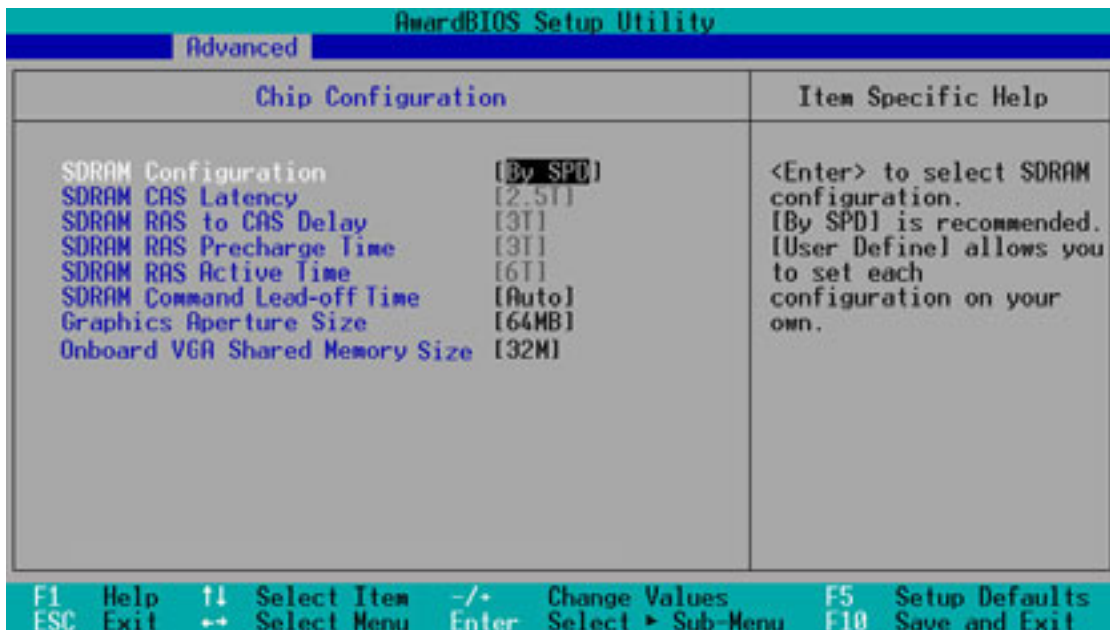 AwardBIOS Setup Utility
Advanced
Chip Configuration
Item Specific Help
SDRAM Configuration [By SPD]
SDRAM CAS Latency [2.5T]
SDRAM RAS to CAS Delay [3T]
SDRAM RAS Precharge Time [3T]
SDRAM RAS Active Time [6T]
SDRAM Command Lead-off Time [Auto]
Graphics Aperture Size [64MB]
Onboard VGA Shared Memory Size [32M]
<Enter> to select SDRAM
configuration.
[By SPD] is recommended.
[User Define] allows you
to set each
configuration on your
own.
F1 Help ↑↓ Select Item -/+ Change Values F5 Setup Defaults
ESC Exit ←→ Select Menu Enter Select ► Sub-Menu F10 Save and Exit